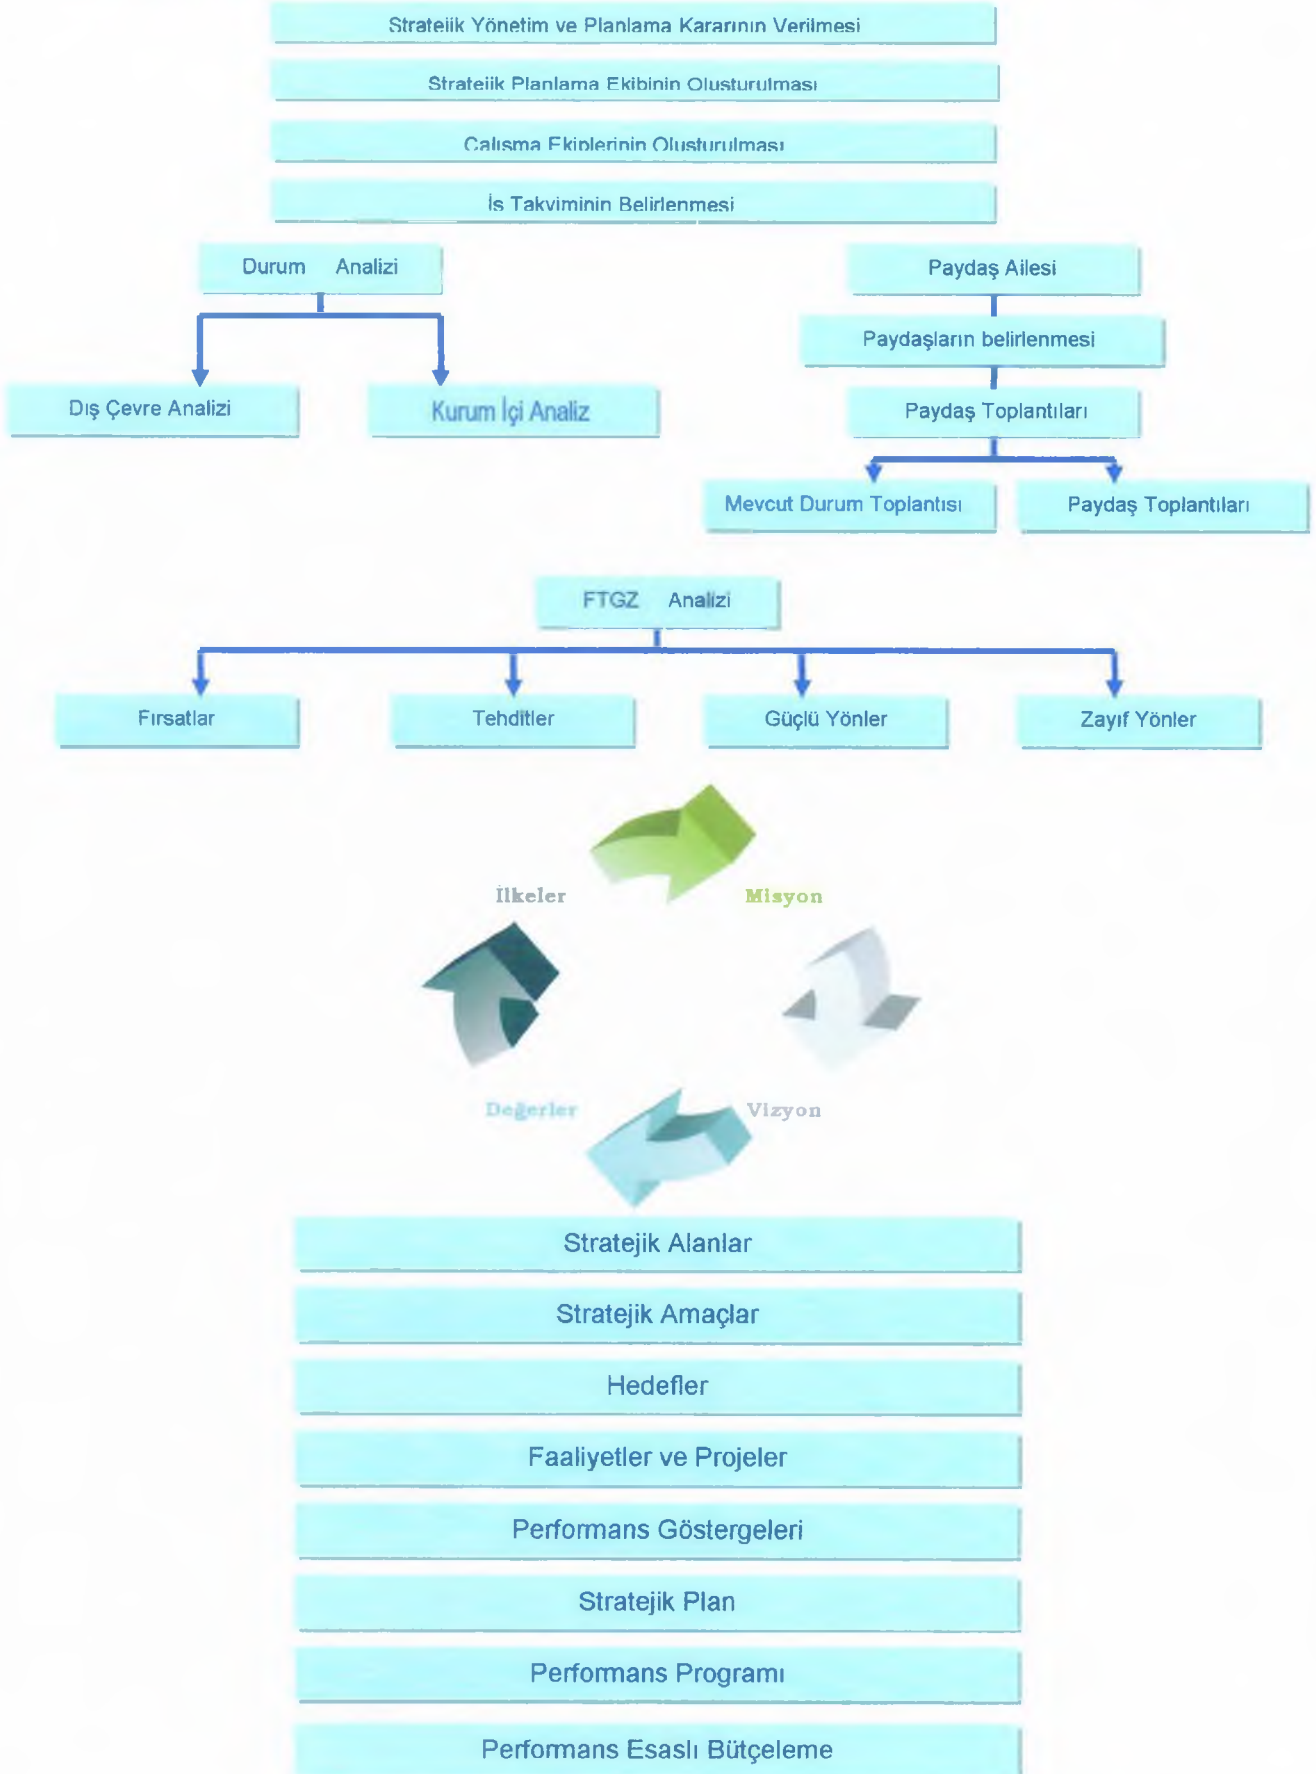 Stratejik Yönetim ve Planlama Kararının Verilmesi
Stratejik Planlama Ekibinin Oluşturulması
Çalışma Ekiplerinin Oluşturulması
İş Takviminin Belirlenmesi
Durum Analizi
Paydaş Ailesi
Paydaşların belirlenmesi
Dış Çevre Analizi
Kurum İçi Analiz
Paydaş Toplantıları
Mevcut Durum Toplantısı
Paydaş Toplantıları
FTGZ Analizi
Fırsatlar
Tehditler
Güçlü Yönler
Zayıf Yönler
İlkeler
Misyon
Değerler
Vizyon
Stratejik Alanlar
Stratejik Amaçlar
Hedefler
Faaliyetler ve Projeler
Performans Göstergeleri
Stratejik Plan
Performans Programı
Performans Esaslı Bütçeleme